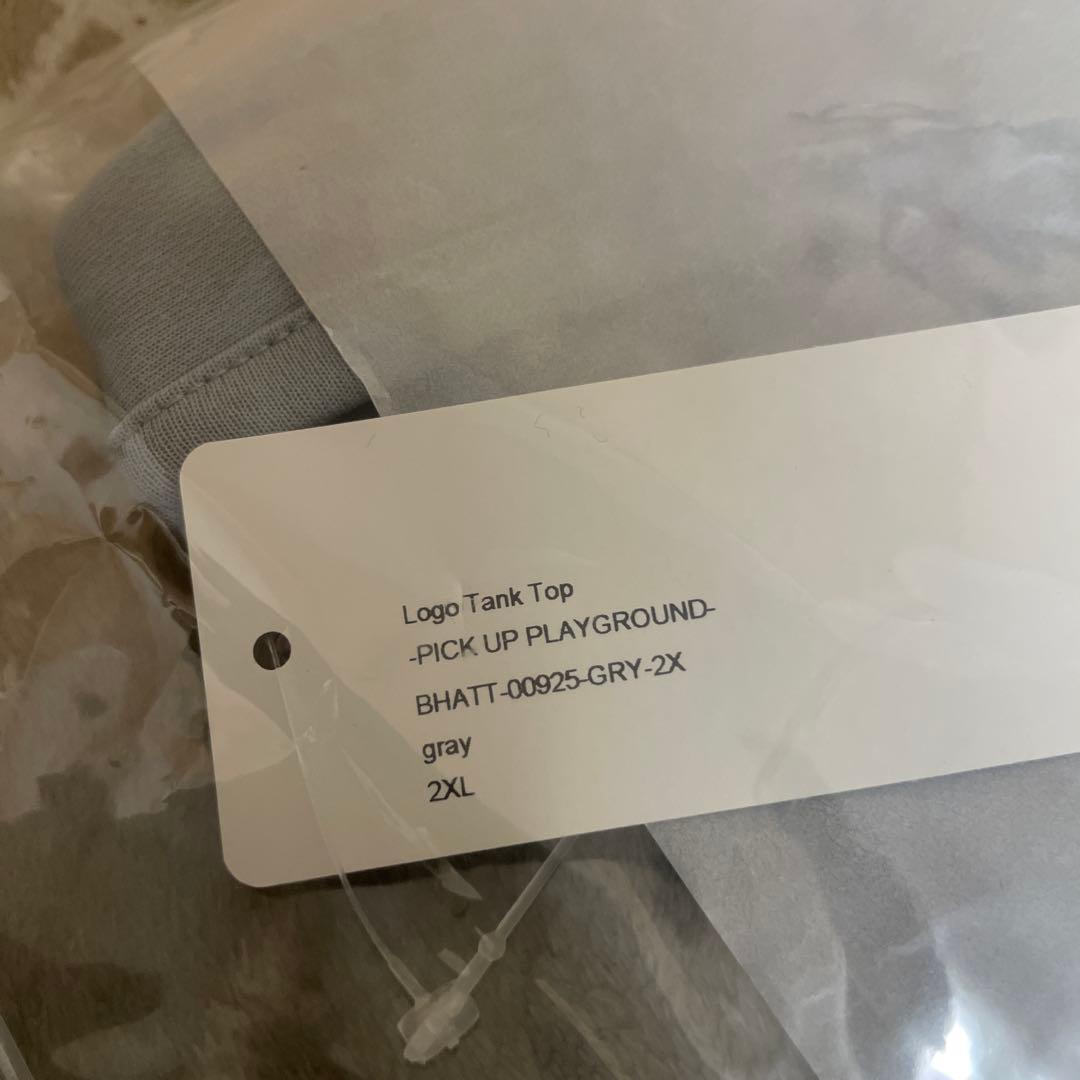 Logo Tank Top
-PICK UP PLAYGROUND-
BHATT-00925-GRY-2X
gray
2XL